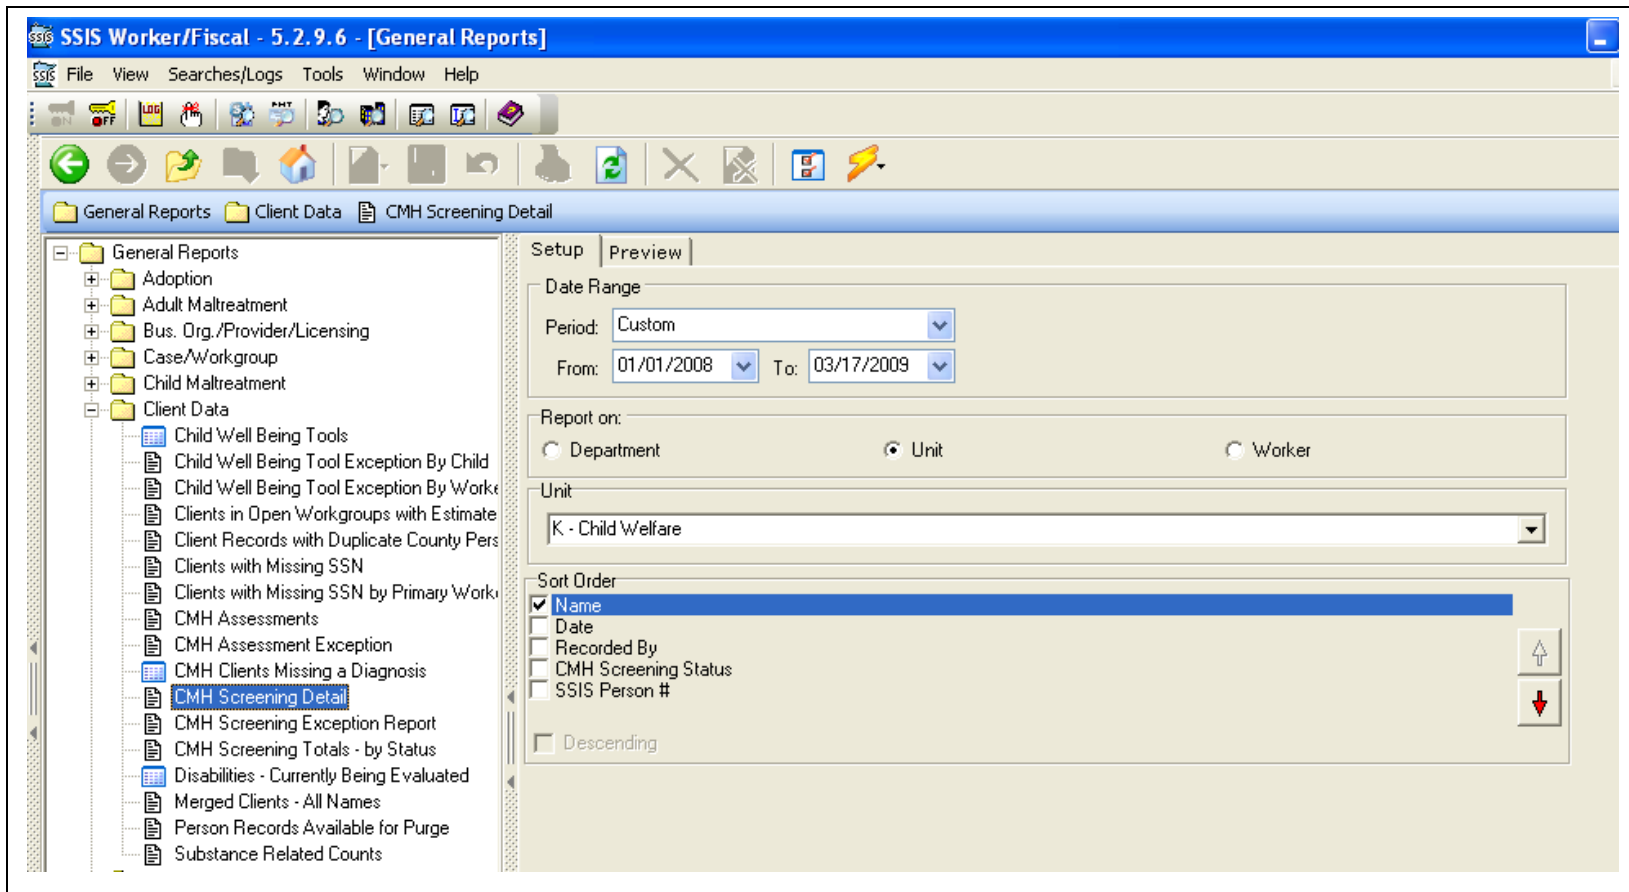 SSIS Worker/Fiscal - 5.2.9.6 - [General Reports]
File View Searches/Logs Tools Window Help
General Reports Client Data CMH Screening Detail
General Reports
Adoption
Adult Maltreatment
Bus. Org./Provider/Licensing
Case/Workgroup
Child Maltreatment
Client Data
Child Well Being Tools
Child Well Being Tool Exception By Child
Child Well Being Tool Exception By Worke
Clients in Open Workgroups with Estimate
Client Records with Duplicate County Pers
Clients with Missing SSN
Clients with Missing SSN by Primary Work
CMH Assessments
CMH Assessment Exception
CMH Clients Missing a Diagnosis
CMH Screening Detail
CMH Screening Exception Report
CMH Screening Totals - by Status
Disabilities - Currently Being Evaluated
Merged Clients - All Names
Person Records Available for Purge
Substance Related Counts
Setup Preview
Date Range
Period: Custom
From: 01/01/2008 To: 03/17/2009
Report on:
Department Unit Worker
Unit
K - Child Welfare
Sort Order
Name
Date
Recorded By
CMH Screening Status
SSIS Person #
Descending